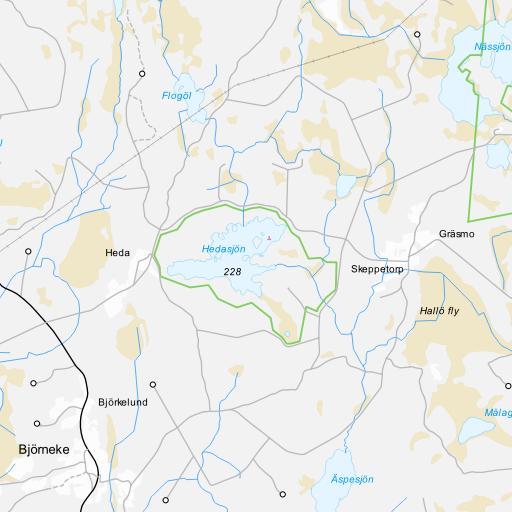 Nässjön
Flogöl
Gräsmo
Hedasjön
Heda
228
Skeppetorp
Hallö fly
Björkelund
Målag
Björneke
Äspesjön